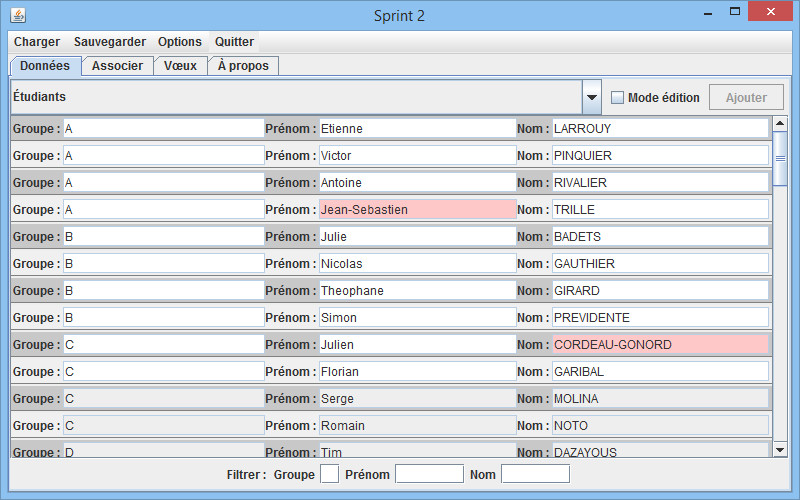 Sprint 2
Charger Sauvegarder Options Quitter
Données Associer Vœux À propos
Étudiants Mode édition Ajouter
Groupe : A Prénom : Etienne Nom : LARROUY
Groupe : A Prénom : Victor Nom : PINQUIER
Groupe : A Prénom : Antoine Nom : RIVALIER
Groupe : A Prénom : Jean-Sebastien Nom : TRILLE
Groupe : B Prénom : Julie Nom : BADETS
Groupe : B Prénom : Nicolas Nom : GAUTHIER
Groupe : B Prénom : Theophane Nom : GIRARD
Groupe : B Prénom : Simon Nom : PREVIDENTE
Groupe : C Prénom : Julien Nom : CORDEAU-GONORD
Groupe : C Prénom : Florian Nom : GARIBAL
Groupe : C Prénom : Serge Nom : MOLINA
Groupe : C Prénom : Romain Nom : NOTO
Groupe : D Prénom : Tim Nom : DAZAYOUS
Filtrer : Groupe Prénom Nom